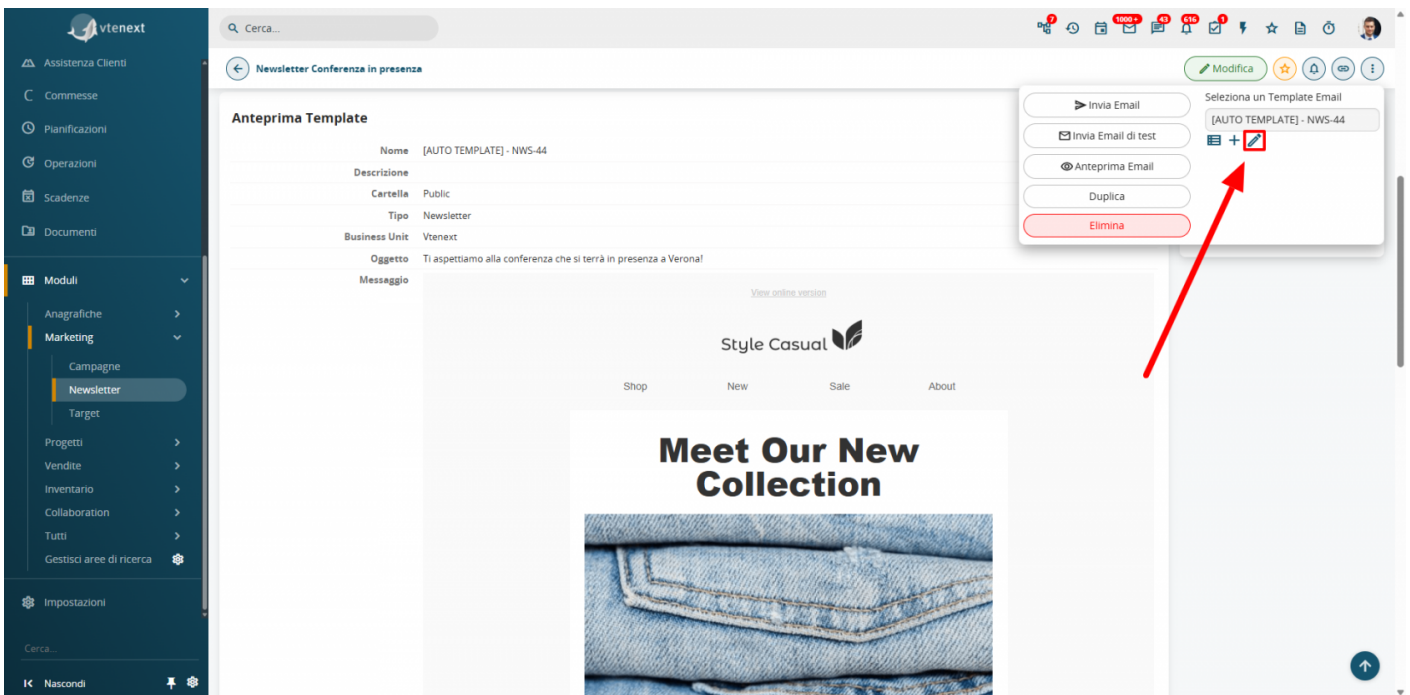 vtenext
Cerca...
7
1000+
43
616
1
Assistenza Clienti
Commesse
Pianificazioni
Operazioni
Scadenze
Documenti
Moduli
Anagrafiche
Marketing
Campagne
Newsletter
Target
Progetti
Vendite
Inventario
Collaboration
Tutti
Gestisci aree di ricerca
Impostazioni
Cerca...
Nascondi
Newsletter Conferenza in presenza
Modifica
Anteprima Template
Nome [AUTO TEMPLATE] - NWS-44
Descrizione
Cartella Public
Tipo Newsletter
Business Unit Vtenext
Oggetto Ti aspettiamo alla conferenza che si terrà in presenza a Verona!
Messaggio
View online version
Style Casual
Shop New Sale About
Meet Our New
Collection
Invia Email
Invia Email di test
Anteprima Email
Duplica
Elimina
Seleziona un Template Email
[AUTO TEMPLATE] - NWS-44